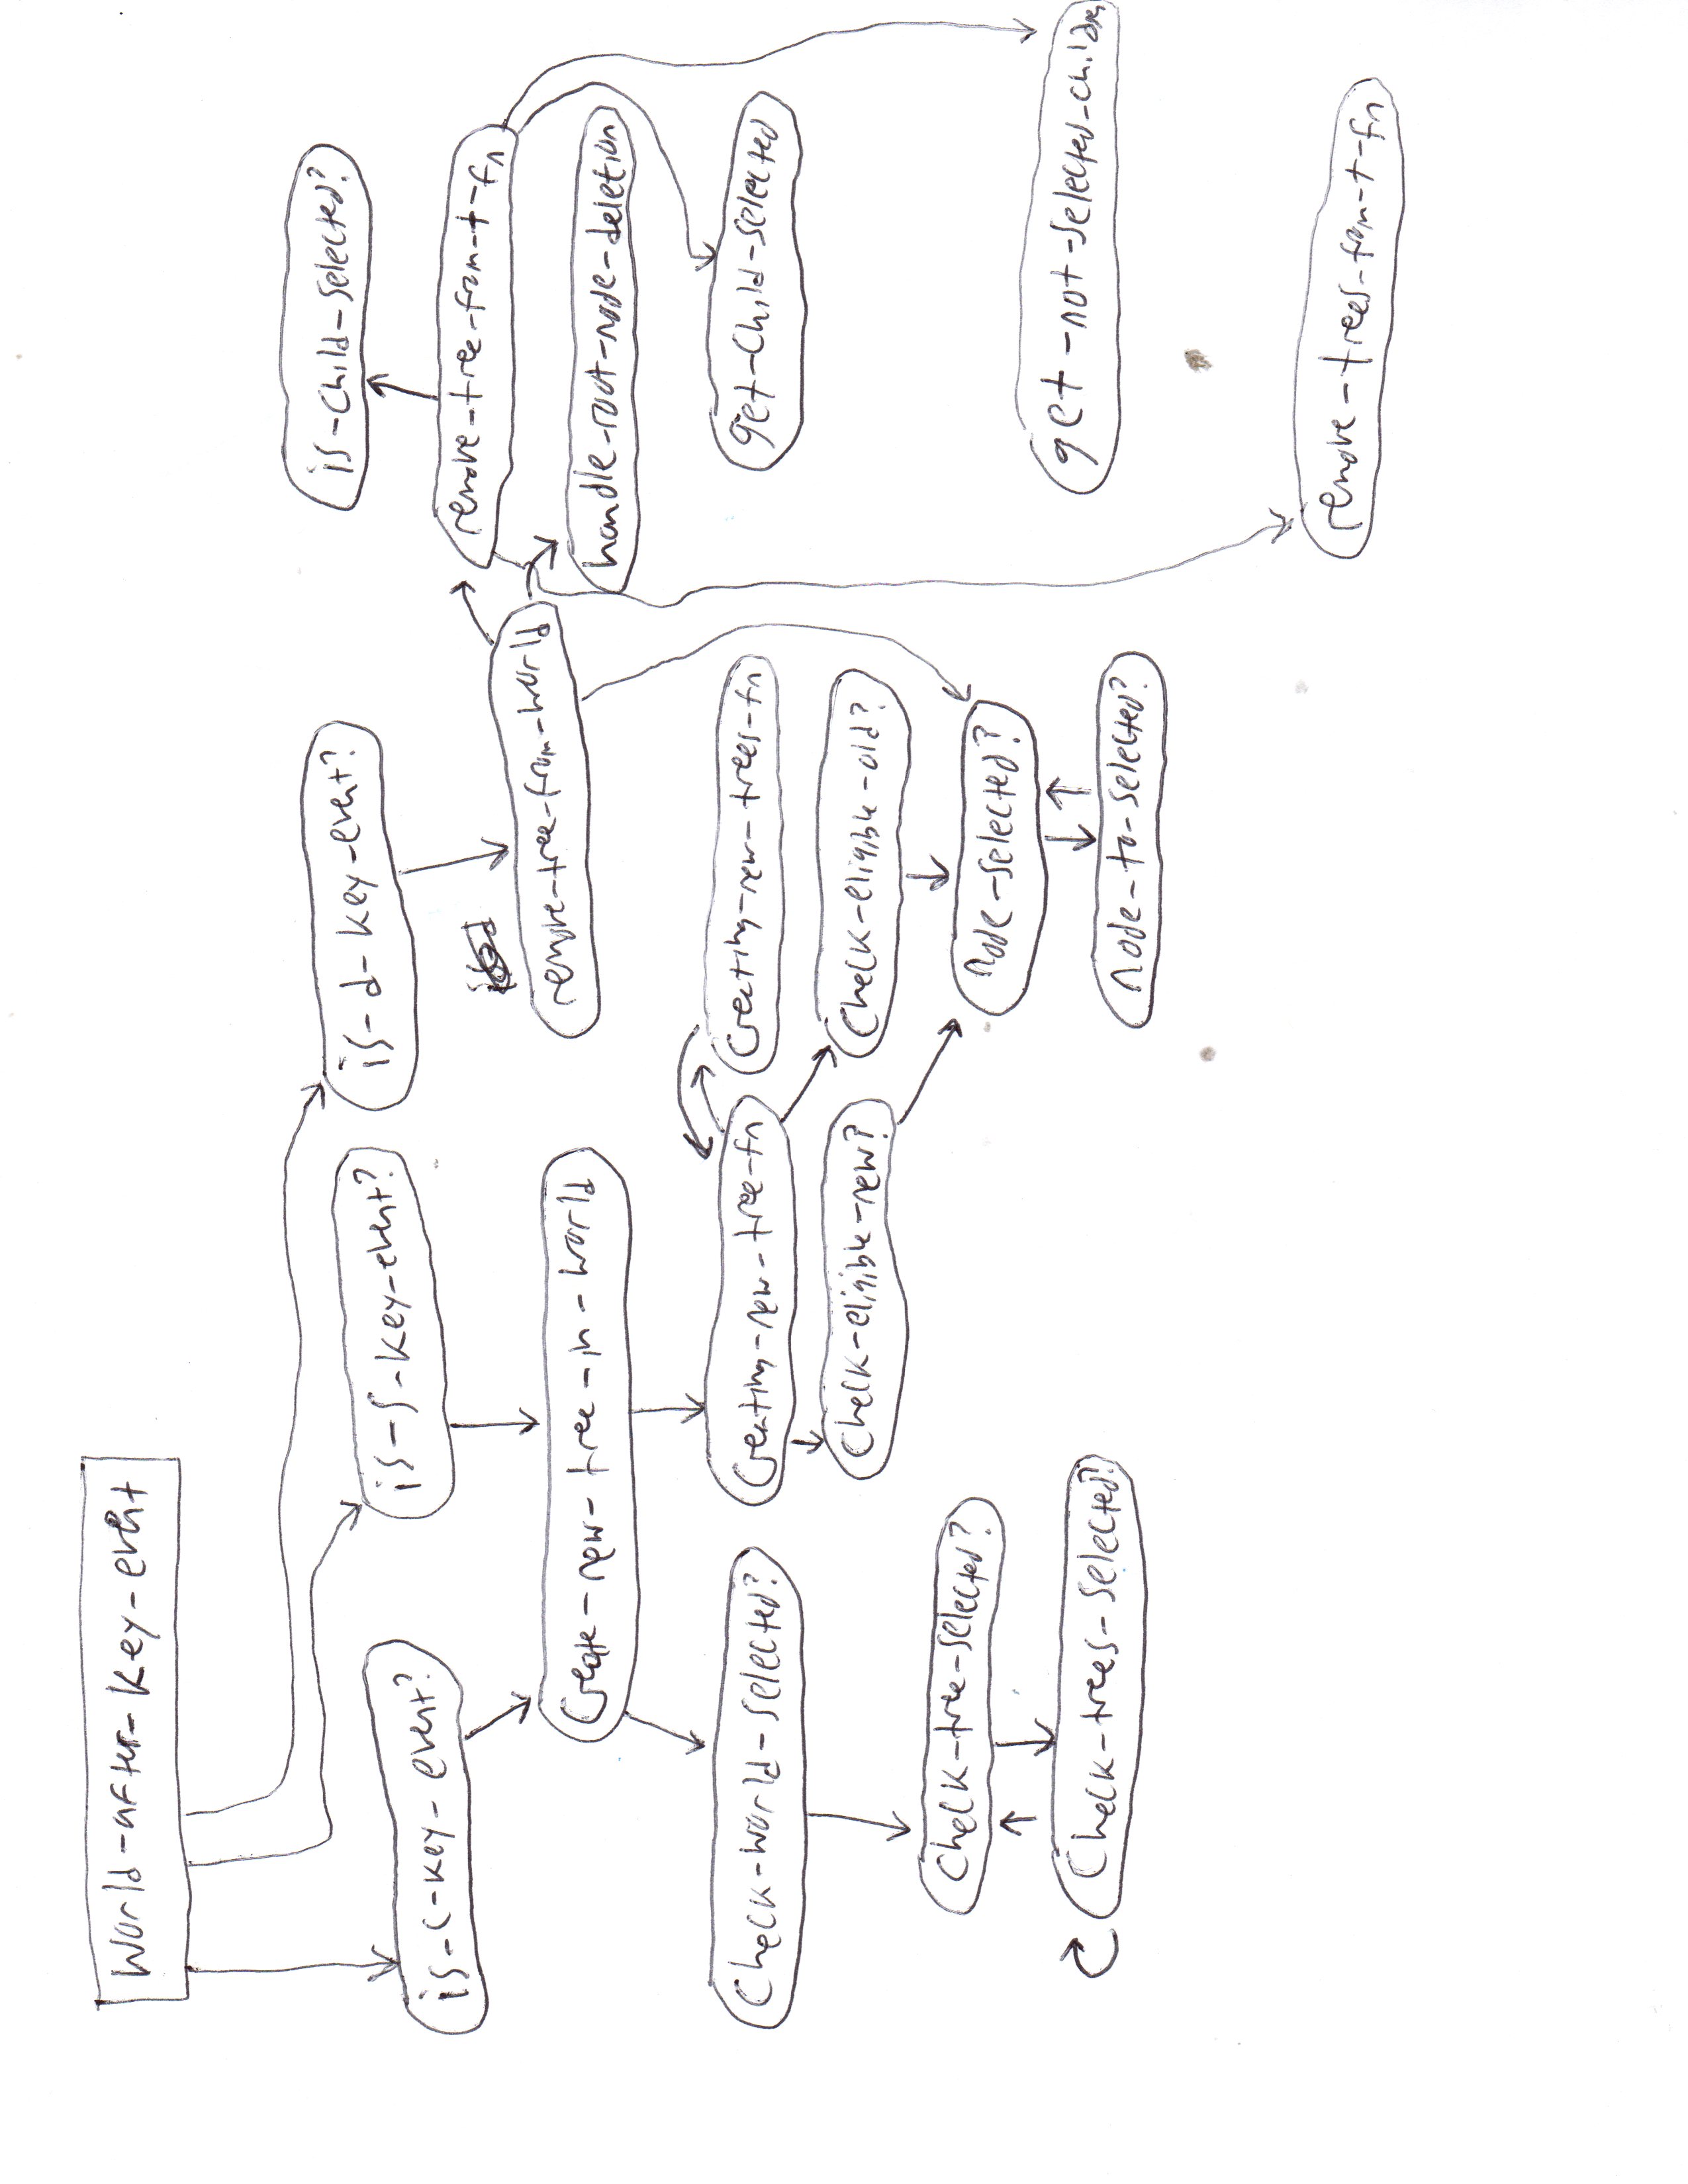 World-after-key-event
is-c-key-event?
is-s-key-event?
is-d-key-event?
is-child-selected?
create-new-tree-in-world
remove-tree-from-world
remove-tree-from-t-fn
handle-root-node-deletion
check-world-selected?
creating-new-tree-fn
creating-new-trees-fn
get-child-selected
check-eligible-new?
check-eligible-old?
check-tree-selected?
node-selected?
get-not-selected-child
check-trees-selected?
node-to-selected?
remove-trees-from-t-fn